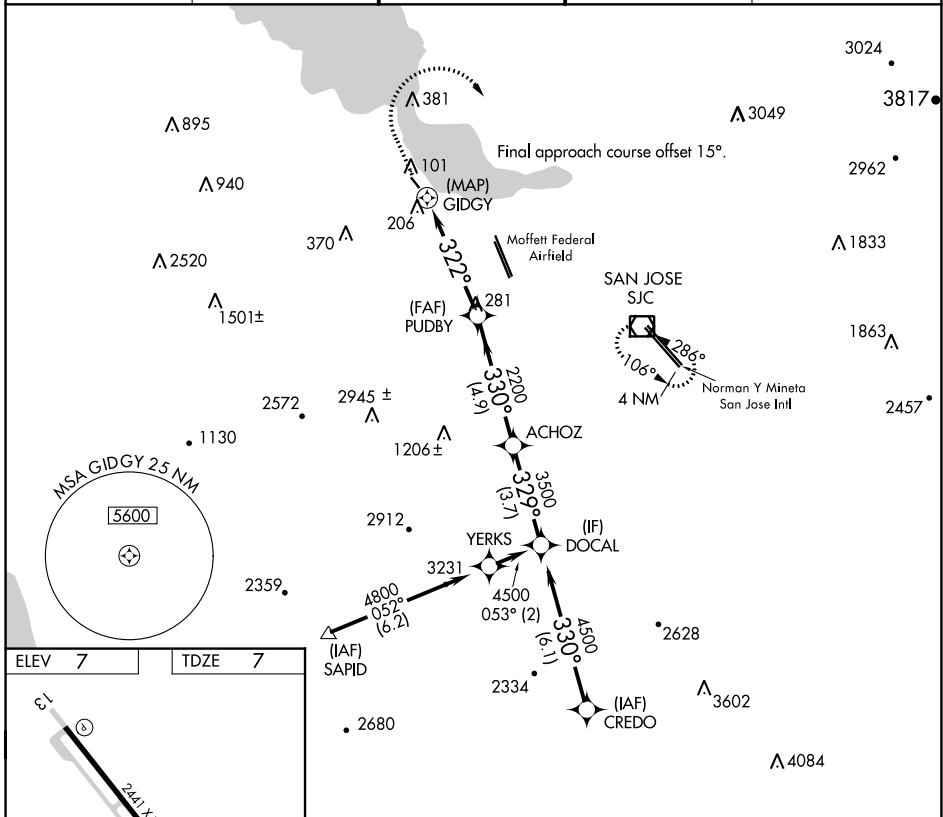 3024
3817
381
3049
895
Final approach course offset 15°.
2962
101
(MAP)
GIDGY
940
206
370
Moffett Federal
Airfield
1833
322°
2520
SAN JOSE
SJC
281
(FAF)
PUDBY
1501±
286°
106°
1863
4 NM
Norman Y Mineta
San Jose Intl
2200
330°
(4.9)
2945 ±
2572
2457
ACHOZ
1206±
1130
MSA GIDGY 25 NM
5600
3500
329°
(3.7)
2912
(IF)
DOCAL
YERKS
3231
4500
053° (2)
2359
4800
052°
(6.2)
(IAF)
SAPID
4500
330°
(6.1)
2628
2334
3602
(IAF)
CREDO
2680
4084
ELEV 7
TDZE 7
13
P
2441 X